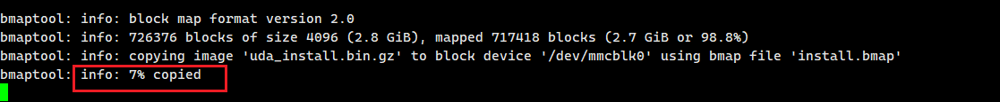 bmaptool: info: block map format version 2.0
bmaptool: info: 726376 blocks of size 4096 (2.8 GiB), mapped 717418 blocks (2.7 GiB or 98.8%)
bmaptool: info: copying image 'uda_install.bin.gz' to block device '/dev/mmcblk0' using bmap file 'install.bmap'
bmaptool: info: 7% copied